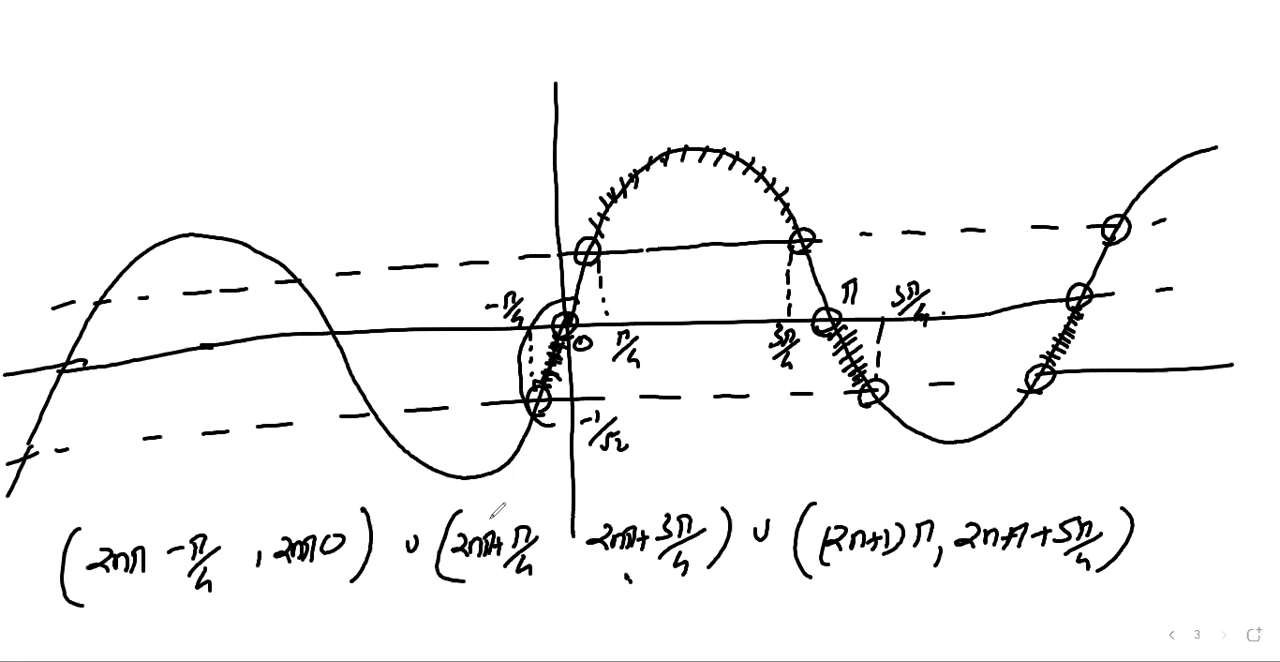 -π/4
0
π/4
3π/4
π
5π/4
-1/√2
(2nπ -π/4 , 2nπ0) ∪ (2nπ+π/4 2nπ+3π/4) ∪ ((2n+1)π, 2nπ+5π/4)
3